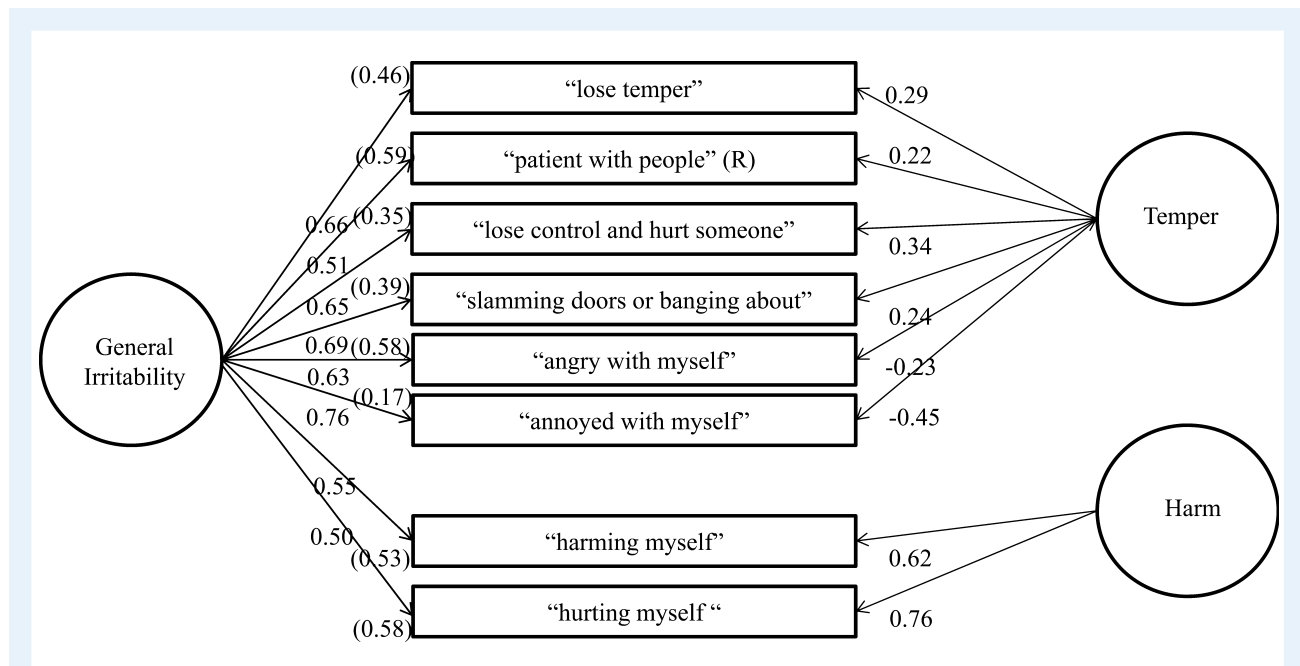 (0.46)
“lose temper”
0.29
(0.59)
“patient with people” (R)
0.22
0.66
(0.35)
“lose control and hurt someone”
0.34
Temper
0.51
0.65
(0.39)
“slamming doors or banging about”
0.24
General
Irritability
0.69
(0.58)
“angry with myself”
-0.23
0.63
0.76
(0.17)
“annoyed with myself”
-0.45
0.55
0.50
(0.53)
“harming myself”
0.62
Harm
(0.58)
“hurting myself “
0.76